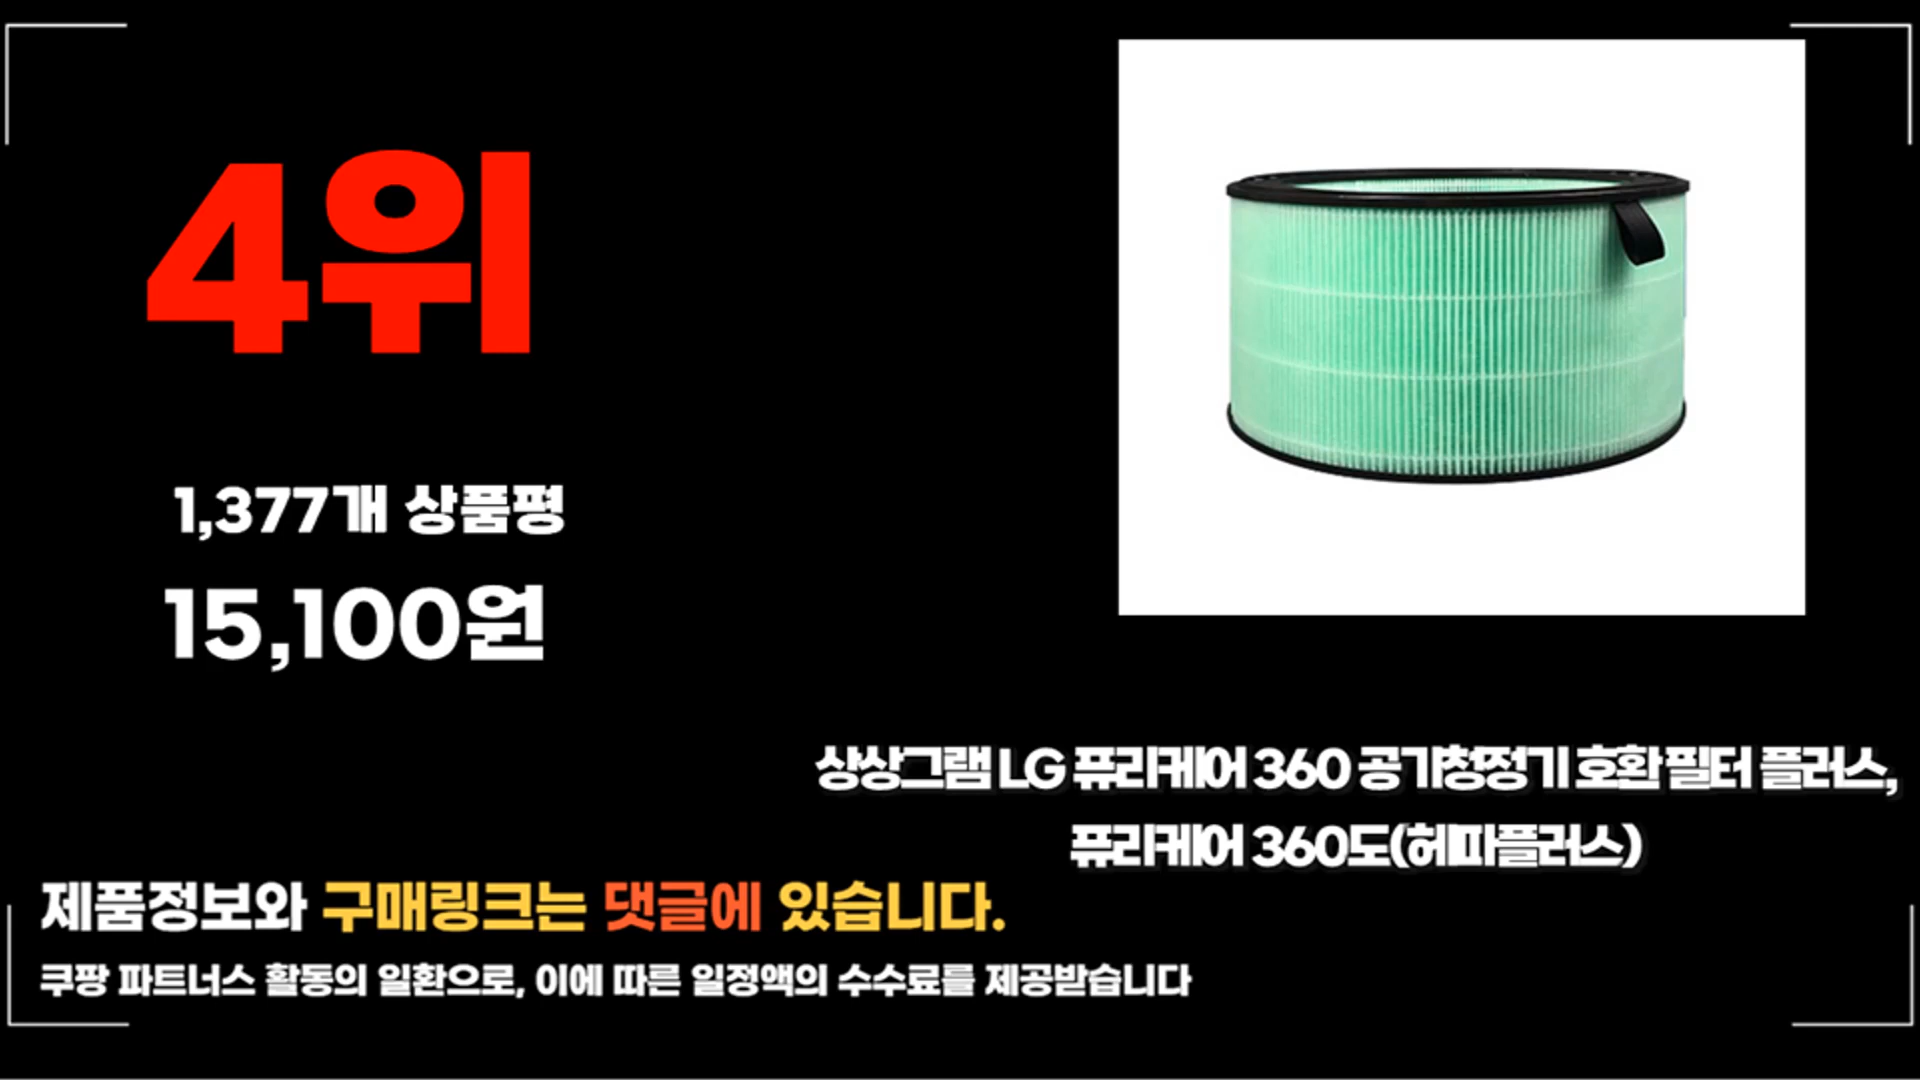 4위
1,377개 상품평
15,100원
상상그램 LG 퓨리케어 360 공기청정기 호환 필터 플러스,
퓨리케어 360도(헤파플러스)
제품정보와 구매링크는 댓글에 있습니다.
쿠팡 파트너스 활동의 일환으로, 이에 따른 일정액의 수수료를 제공받습니다